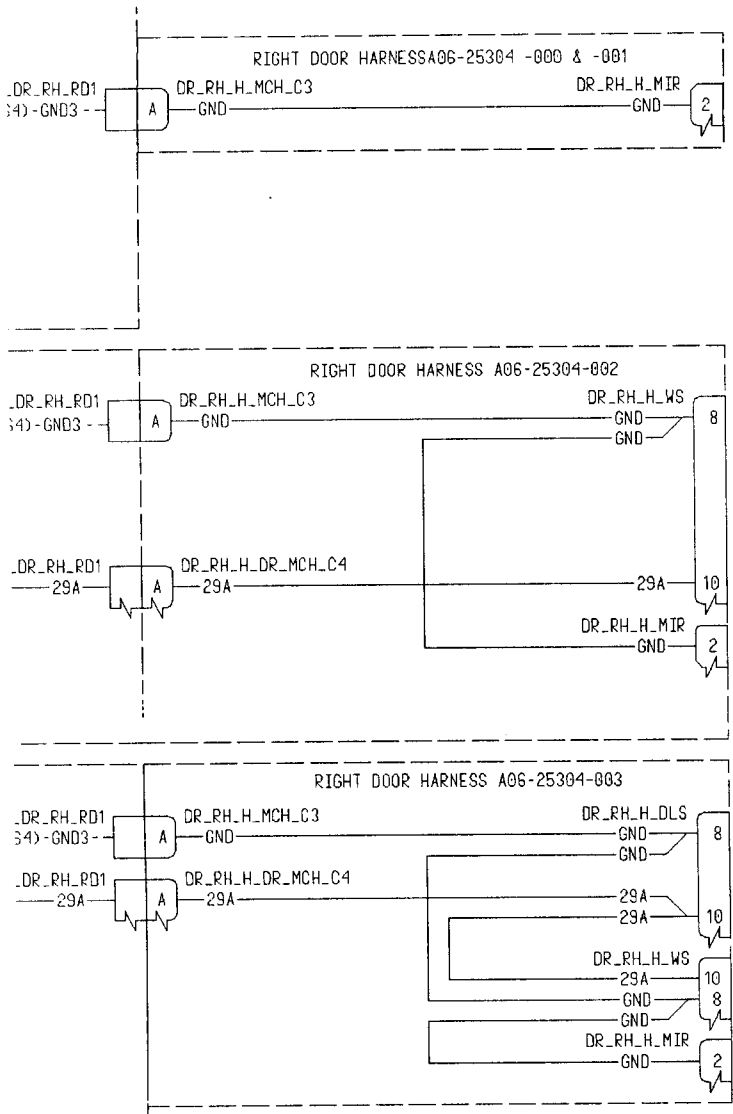 RIGHT DOOR HARNESSA06-25304 -000 & -001
_DR_RH_RD1 DR_RH_H_MCH_C3 DR_RH_H_MIR
S4)-GND3 - A GND GND 2
RIGHT DOOR HARNESS A06-25304-002
_DR_RH_RD1 DR_RH_H_MCH_C3 DR_RH_H_WS
S4)-GND3 - A GND GND 8
GND
_DR_RH_RD1 DR_RH_H_DR_MCH_C4
29A A 29A 29A 10
DR_RH_H_MIR
GND 2
RIGHT DOOR HARNESS A06-25304-003
_DR_RH_RD1 DR_RH_H_MCH_C3 DR_RH_H_DLS
S4)-GND3 - A GND GND 8
GND
_DR_RH_RD1 DR_RH_H_DR_MCH_C4
29A A 29A 29A
29A 10
DR_RH_H_WS
29A 10
GND 8
GND
DR_RH_H_MIR
GND 2